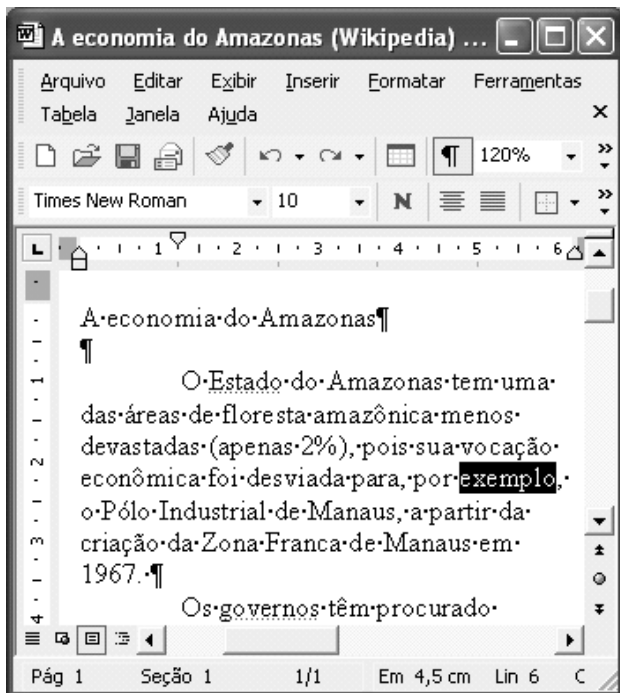 A economia do Amazonas (Wikipedia) ...
Arquivo Editar Exibir Inserir Formatar Ferramentas
Tabela Janela Ajuda
¶ 120%
Times New Roman 10 N
L 1 2 3 4 5 6
A·economia·do·Amazonas¶
¶
O·Estado·do·Amazonas·tem·uma·
das·áreas·de·floresta·amazônica·menos·
devastadas·(apenas·2%),·pois·sua·vocação·
econômica·foi·desviada·para,·por·exemplo,·
o·Pólo·Industrial·de·Manaus,·a·partir·da·
criação·da·Zona·Franca·de·Manaus·em·
1967.·¶
Os·governos·têm·procurado·
1
2
3
4
Pág 1 Seção 1 1/1 Em 4,5 cm Lin 6 C